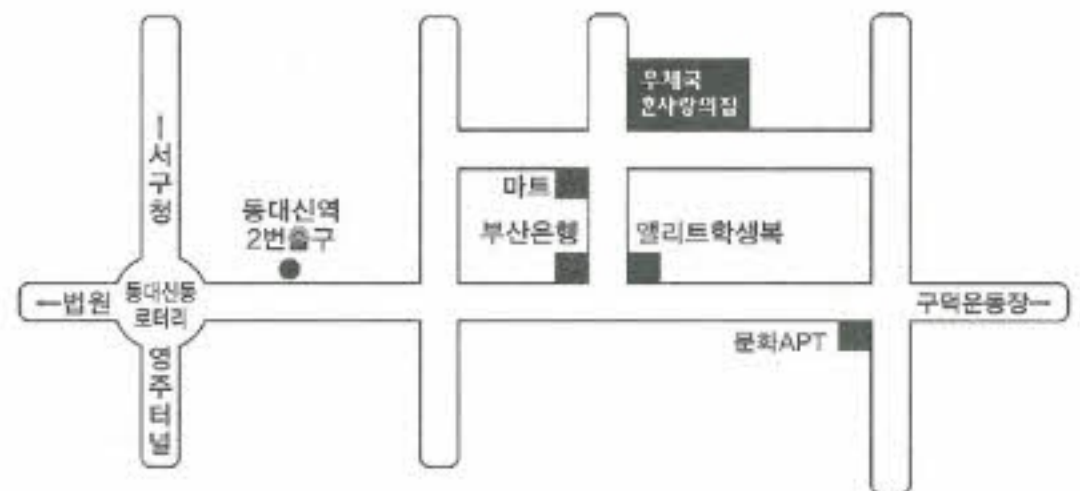 우체국
한사랑의집
서구청
마트
동대신역
2번출구
부산은행
앨리트학생복
←법원
동대신동
로터리
구덕운동장→
문화APT
영주터널